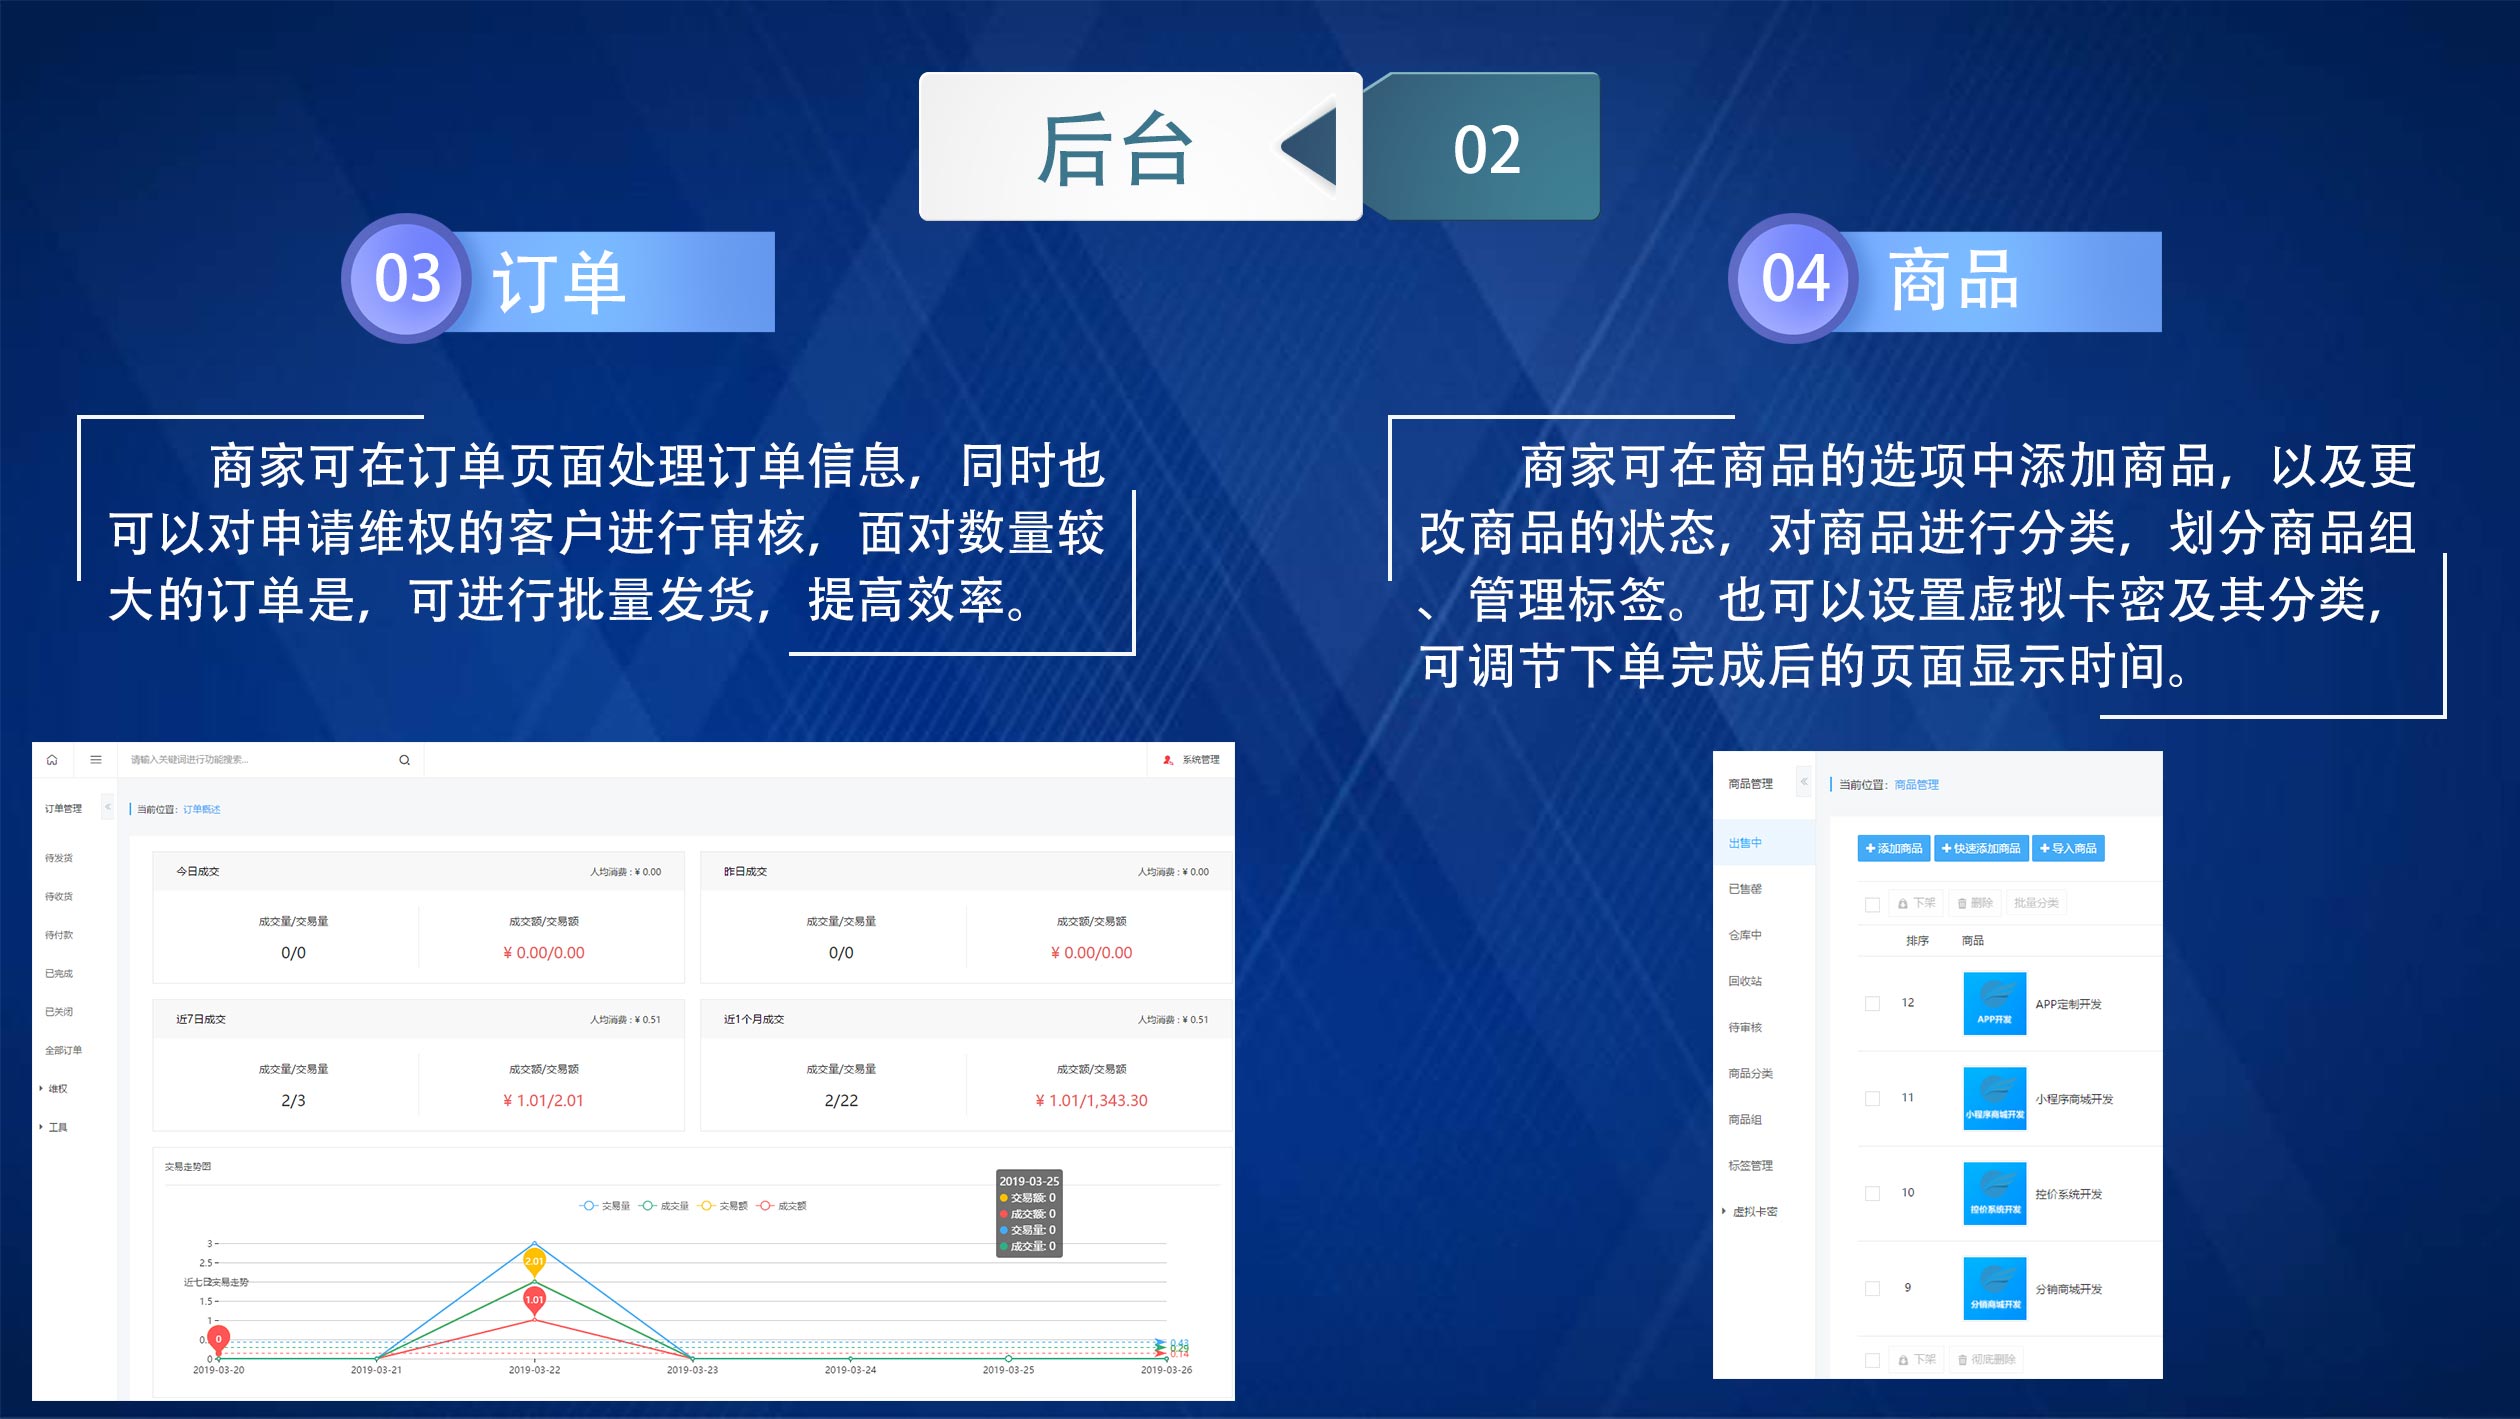 后台
02
03
订单
04
商品
商家可在订单页面处理订单信息，同时也
可以对申请维权的客户进行审核，面对数量较
大的订单是，可进行批量发货，提高效率。
商家可在商品的选项中添加商品，以及更
改商品的状态，对商品进行分类，划分商品组
、管理标签。也可以设置虚拟卡密及其分类，
可调节下单完成后的页面显示时间。
请输入关键词进行功能搜索...
系统管理
订单管理
«
当前位置：订单概述
待发货
待收货
待付款
已完成
已关闭
全部订单
维权
工具
今日成交
人均消费 : ¥ 0.00
成交量/交易量
成交额/交易额
0/0
¥ 0.00/0.00
昨日成交
人均消费 : ¥ 0.00
成交量/交易量
成交额/交易额
0/0
¥ 0.00/0.00
近7日成交
人均消费 : ¥ 0.51
成交量/交易量
成交额/交易额
2/3
¥ 1.01/2.01
近1个月成交
人均消费 : ¥ 0.51
成交量/交易量
成交额/交易额
2/22
¥ 1.01/1,343.30
交易走势图
交易量 成交量 交易额 成交额
2019-03-25
交易额: 0
成交额: 0
交易量: 0
成交量: 0
3
2.5
近七日交易走势
1.5
1
0
2.01
1.01
0
0.43
0.29
0.14
2019-03-20 2019-03-21 2019-03-22 2019-03-23 2019-03-24 2019-03-25 2019-03-26
商品管理
«
当前位置：商品管理
出售中
已售罄
仓库中
回收站
待审核
商品分类
商品组
标签管理
虚拟卡密
+ 添加商品 + 快速添加商品 + 导入商品
下架 删除 批量分类
排序 商品
12
APP开发
APP定制开发
11
小程序商城开发
小程序商城开发
10
控价系统开发
控价系统开发
9
分销商城开发
分销商城开发
下架 彻底删除